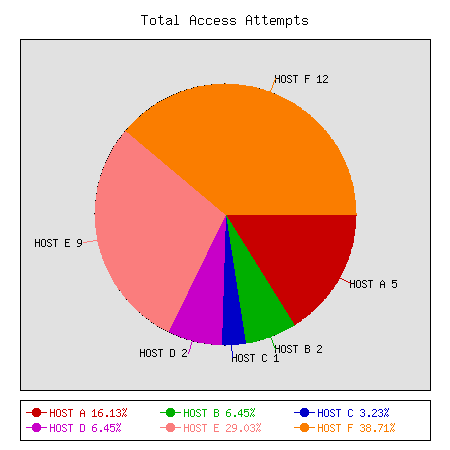 Total Access Attempts
HOST F 12
HOST E 9
HOST A 5
HOST D 2
HOST B 2
HOST C 1
HOST A 16.13% HOST B 6.45% HOST C 3.23%
HOST D 6.45% HOST E 29.03% HOST F 38.71%